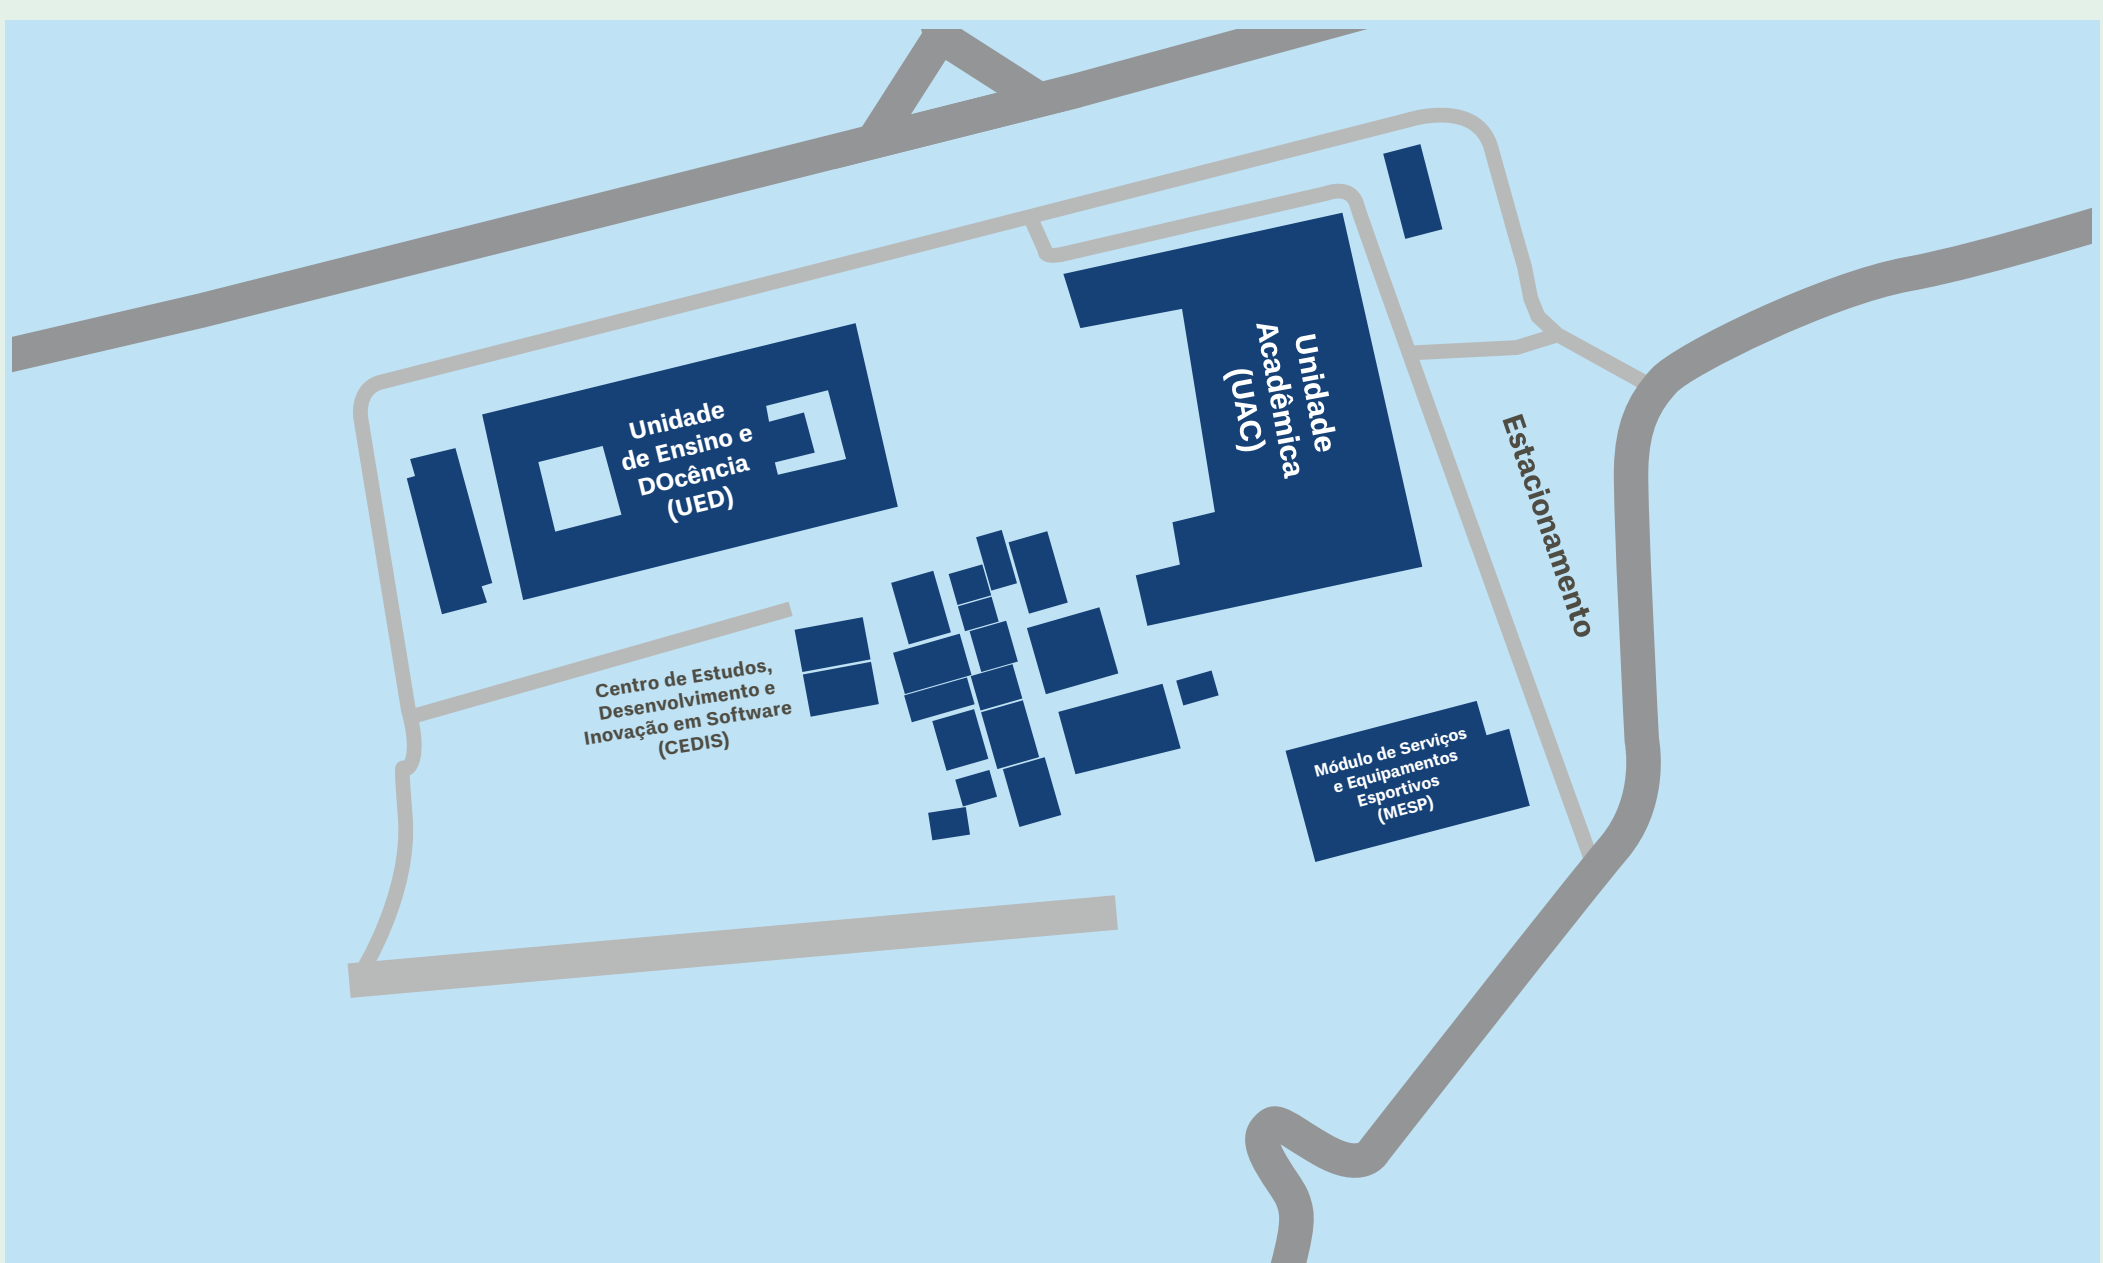 Unidade
de Ensino e
DOcência
(UED)
Unidade
Acadêmica
(UAC)
Estacionamento
Centro de Estudos,
Desenvolvimento e
Inovação em Software
(CEDIS)
Módulo de Serviços
e Equipamentos
Esportivos
(MESP)